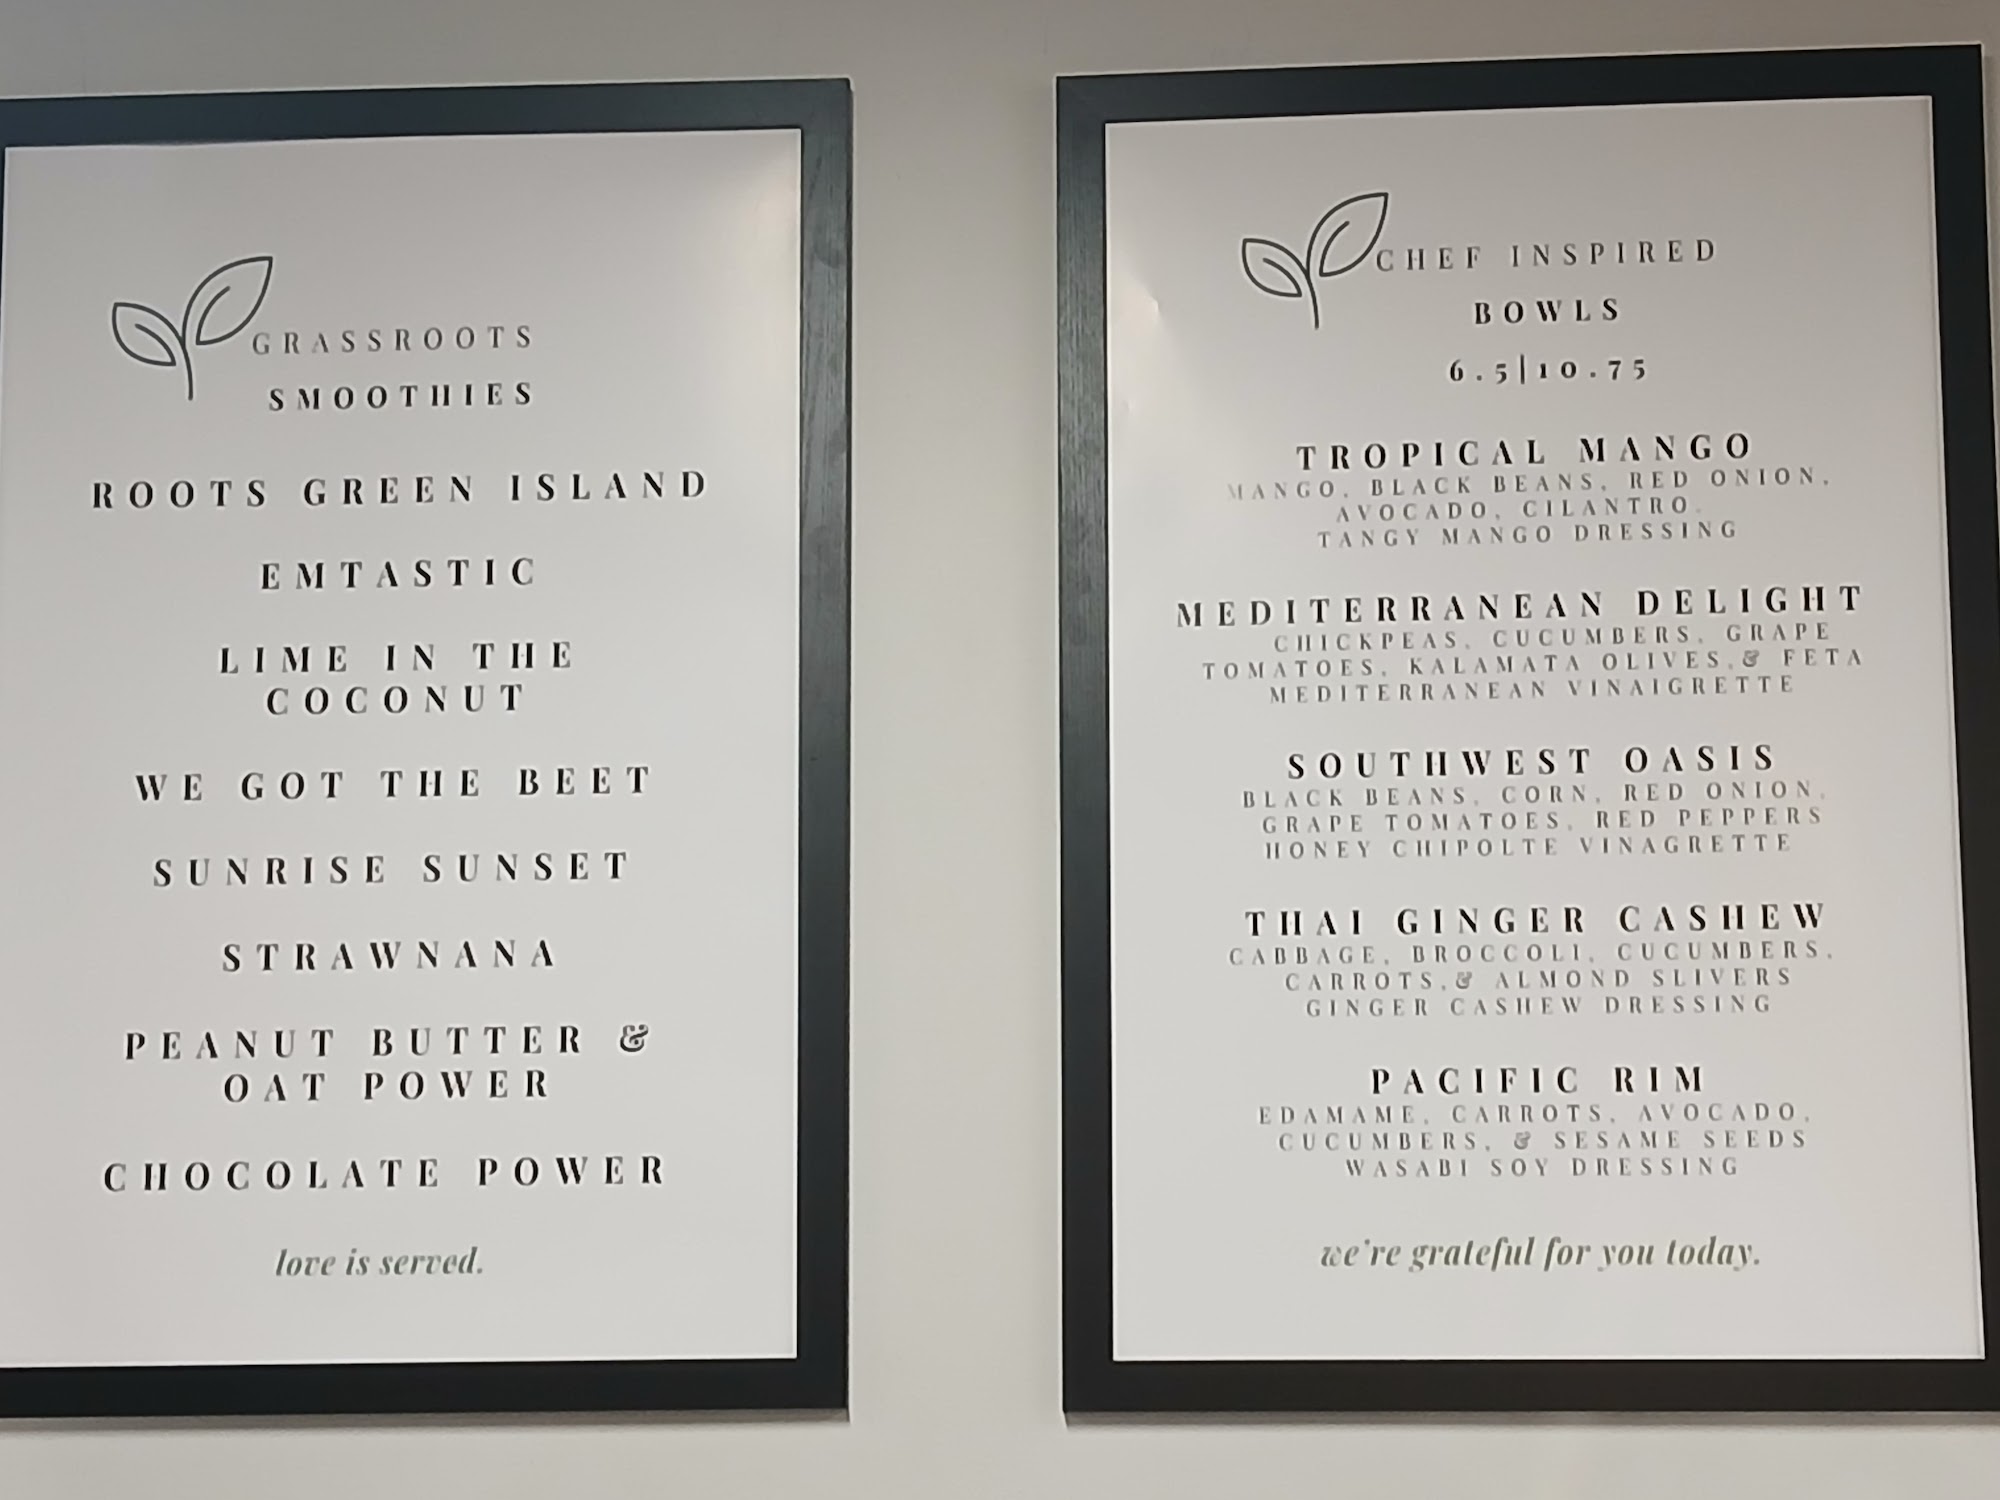 GRASSROOTS
SMOOTHIES
ROOTS GREEN ISLAND
EMTASTIC
LIME IN THE
COCONUT
WE GOT THE BEET
SUNRISE SUNSET
STRAWNANA
PEANUT BUTTER &
OAT POWER
CHOCOLATE POWER
love is served.
CHEF INSPIRED
BOWLS
6.5|10.75
TROPICAL MANGO
MANGO, BLACK BEANS, RED ONION,
AVOCADO, CILANTRO,
TANGY MANGO DRESSING
MEDITERRANEAN DELIGHT
CHICKPEAS, CUCUMBERS, GRAPE
TOMATOES, KALAMATA OLIVES,& FETA
MEDITERRANEAN VINAIGRETTE
SOUTHWEST OASIS
BLACK BEANS, CORN, RED ONION,
GRAPE TOMATOES, RED PEPPERS
HONEY CHIPOLTE VINAGRETTE
THAI GINGER CASHEW
CABBAGE, BROCCOLI, CUCUMBERS,
CARROTS,& ALMOND SLIVERS
GINGER CASHEW DRESSING
PACIFIC RIM
EDAMAME, CARROTS, AVOCADO,
CUCUMBERS, & SESAME SEEDS
WASABI SOY DRESSING
we're grateful for you today.